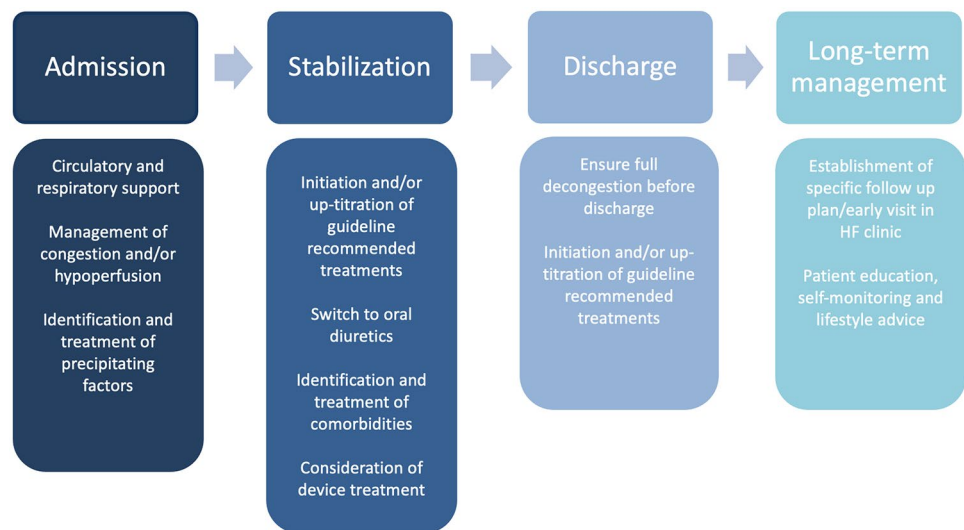 Admission
Circulatory and
respiratory support
Management of
congestion and/or
hypoperfusion
Identification and
treatment of
precipitating
factors
Stabilization
Initiation and/or
up-titration of
guideline
recommended
treatments
Switch to oral
diuretics
Identification and
treatment of
comorbidities
Consideration of
device treatment
Discharge
Ensure full
decongestion before
discharge
Initiation and/or up-
titration of guideline
recommended
treatments
Long-term
management
Establishment of
specific follow up
plan/early visit in
HF clinic
Patient education,
self-monitoring and
lifestyle advice